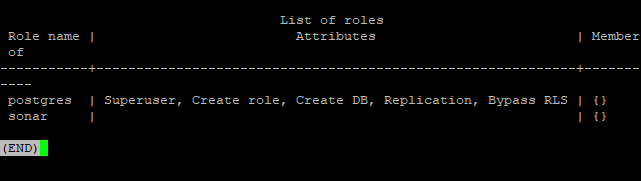 List of roles
 Role name |                         Attributes                         | Member
 of
-----------+------------------------------------------------------------+-------
----
 postgres  | Superuser, Create role, Create DB, Replication, Bypass RLS | {}
 sonar     |                                                            | {}
(END)